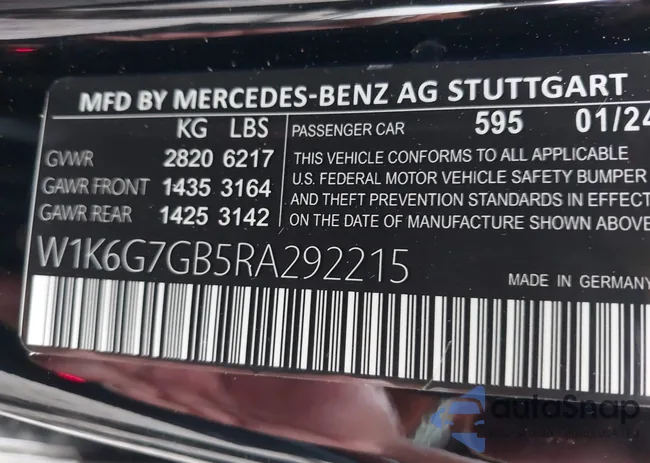 MFD BY MERCEDES-BENZ AG STUTTGART
KG LBS
GVWR 2820 6217
GAWR FRONT 1435 3164
GAWR REAR 1425 3142
PASSENGER CAR 595 01/24
THIS VEHICLE CONFORMS TO ALL APPLICABLE
U.S. FEDERAL MOTOR VEHICLE SAFETY BUMPER
AND THEFT PREVENTION STANDARDS IN EFFECT
ON THE DATE OF MANUFACTURE SHOWN ABOVE
W1K6G7GB5RA292215
MADE IN GERMANY
autoSnap